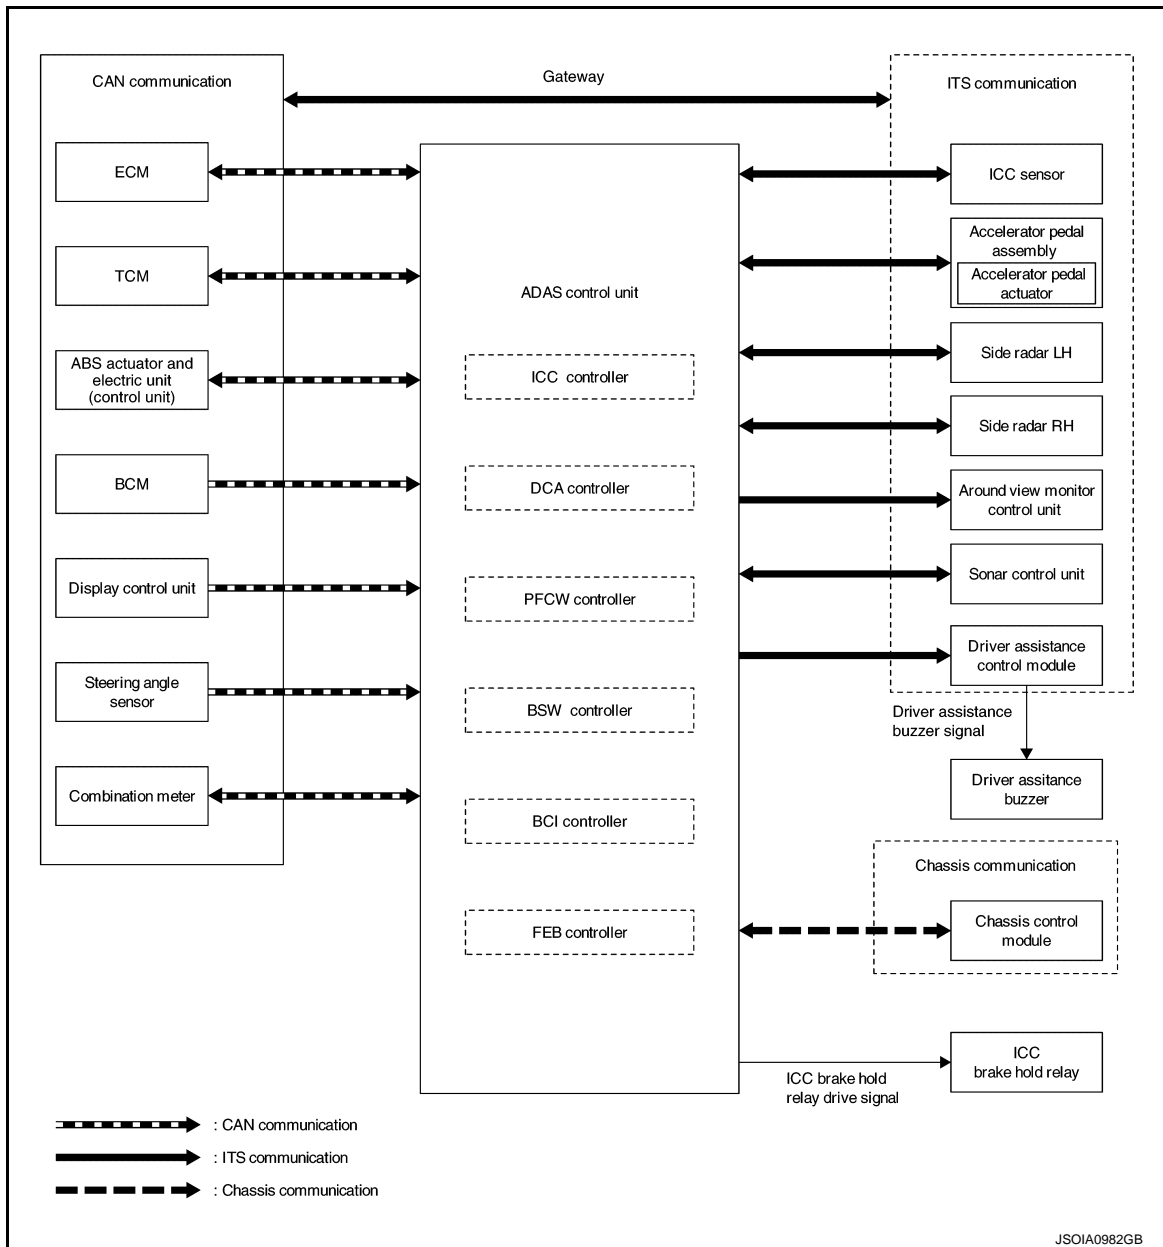 CAN communication
Gateway
ITS communication
ECM
TCM
ABS actuator and
electric unit
(control unit)
BCM
Display control unit
Steering angle
sensor
Combination meter
ADAS control unit
ICC controller
DCA controller
PFCW controller
BSW controller
BCI controller
FEB controller
ICC sensor
Accelerator pedal
assembly
Accelerator pedal
actuator
Side radar LH
Side radar RH
Around view monitor
control unit
Sonar control unit
Driver assistance
control module
Driver assistance
buzzer signal
Driver assitance
buzzer
Chassis communication
Chassis control
module
ICC brake hold
relay drive signal
ICC
brake hold relay
: CAN communication
: ITS communication
: Chassis communication
JSOIA0982GB